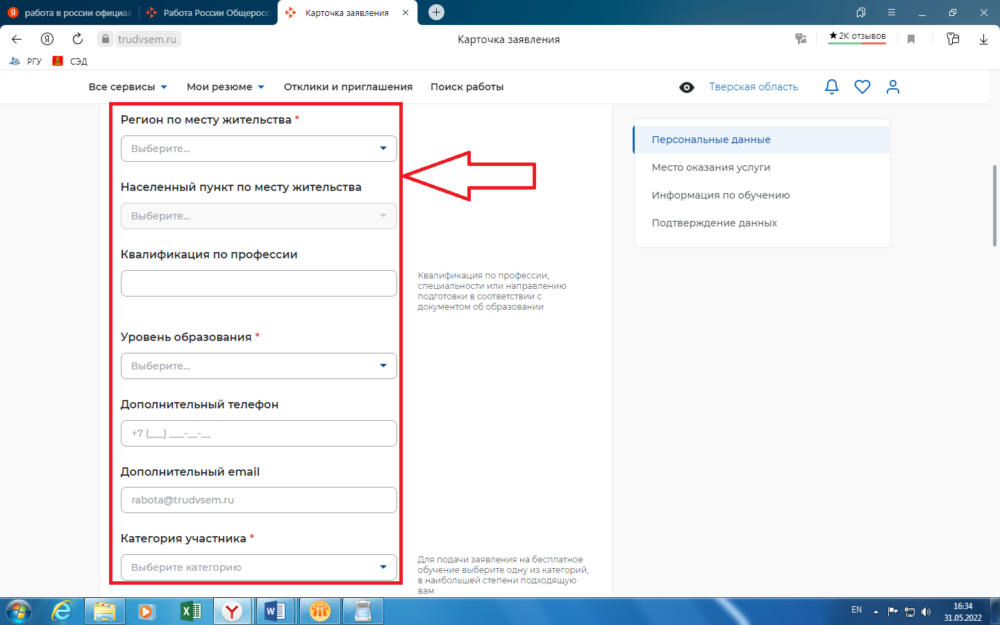 работа в россии официал
Работа России Общеросс
Карточка заявления
trudvsem.ru
Карточка заявления
★2K отзывов
РГУ
СЭД
Все сервисы
Мои резюме
Отклики и приглашения
Поиск работы
Тверская область
Регион по месту жительства *
Выберите...
Населенный пункт по месту жительства
Выберите...
Квалификация по профессии
Квалификация по профессии,
специальности или направлению
подготовки в соответствии с
документом об образовании
Уровень образования *
Выберите...
Дополнительный телефон
+7 (___) ___-__-__
Дополнительный email
rabota@trudvsem.ru
Категория участника *
Выберите категорию
Для подачи заявления на бесплатное
обучение выберите одну из категорий,
в наибольшей степени подходящую
вам
Персональные данные
Место оказания услуги
Информация по обучению
Подтверждение данных
EN
16:34
31.05.2022